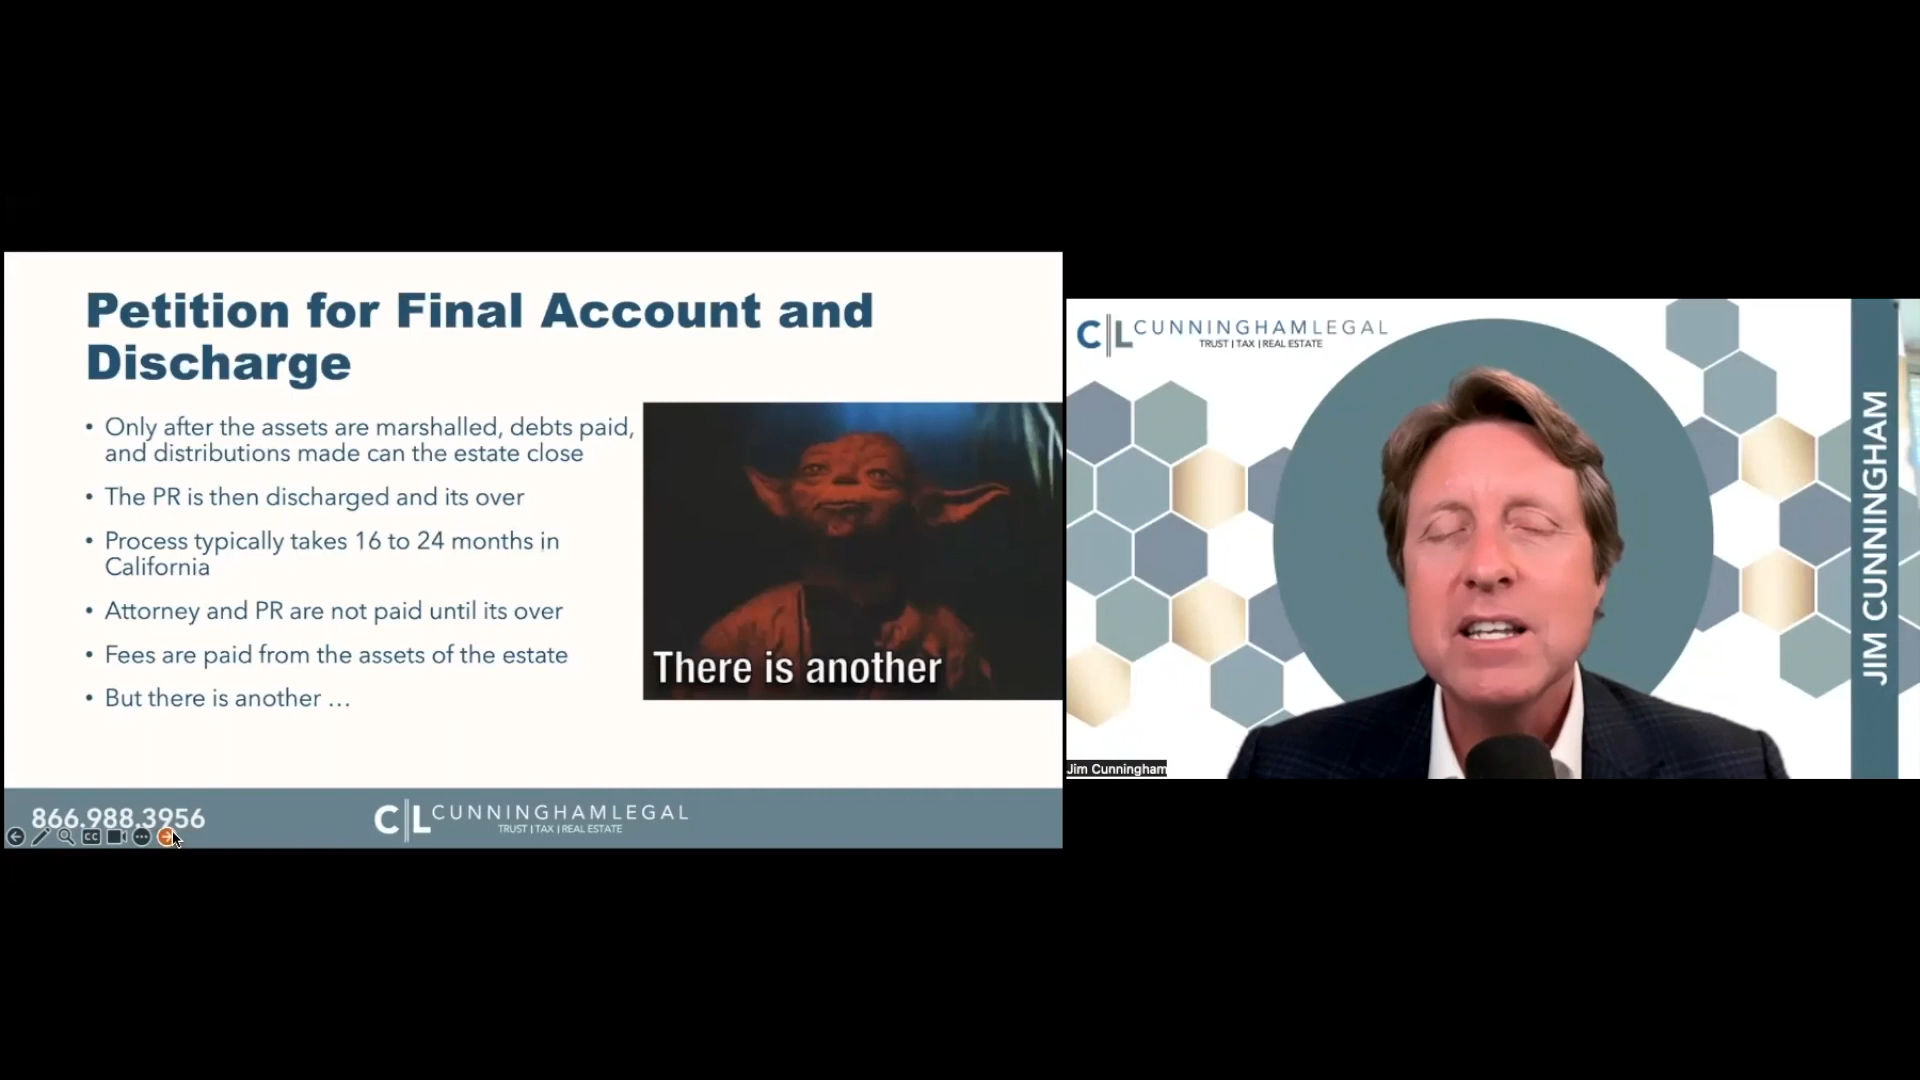 Petition for Final Account and
Discharge
• Only after the assets are marshalled, debts paid,
and distributions made can the estate close
• The PR is then discharged and its over
• Process typically takes 16 to 24 months in
California
• Attorney and PR are not paid until its over
• Fees are paid from the assets of the estate
• But there is another …
There is another
866.988.3956
CC
CL CUNNINGHAMLEGAL
TRUST | TAX | REAL ESTATE
CL CUNNINGHAMLEGAL
TRUST | TAX | REAL ESTATE
JIM CUNNINGHAM
Jim Cunningham